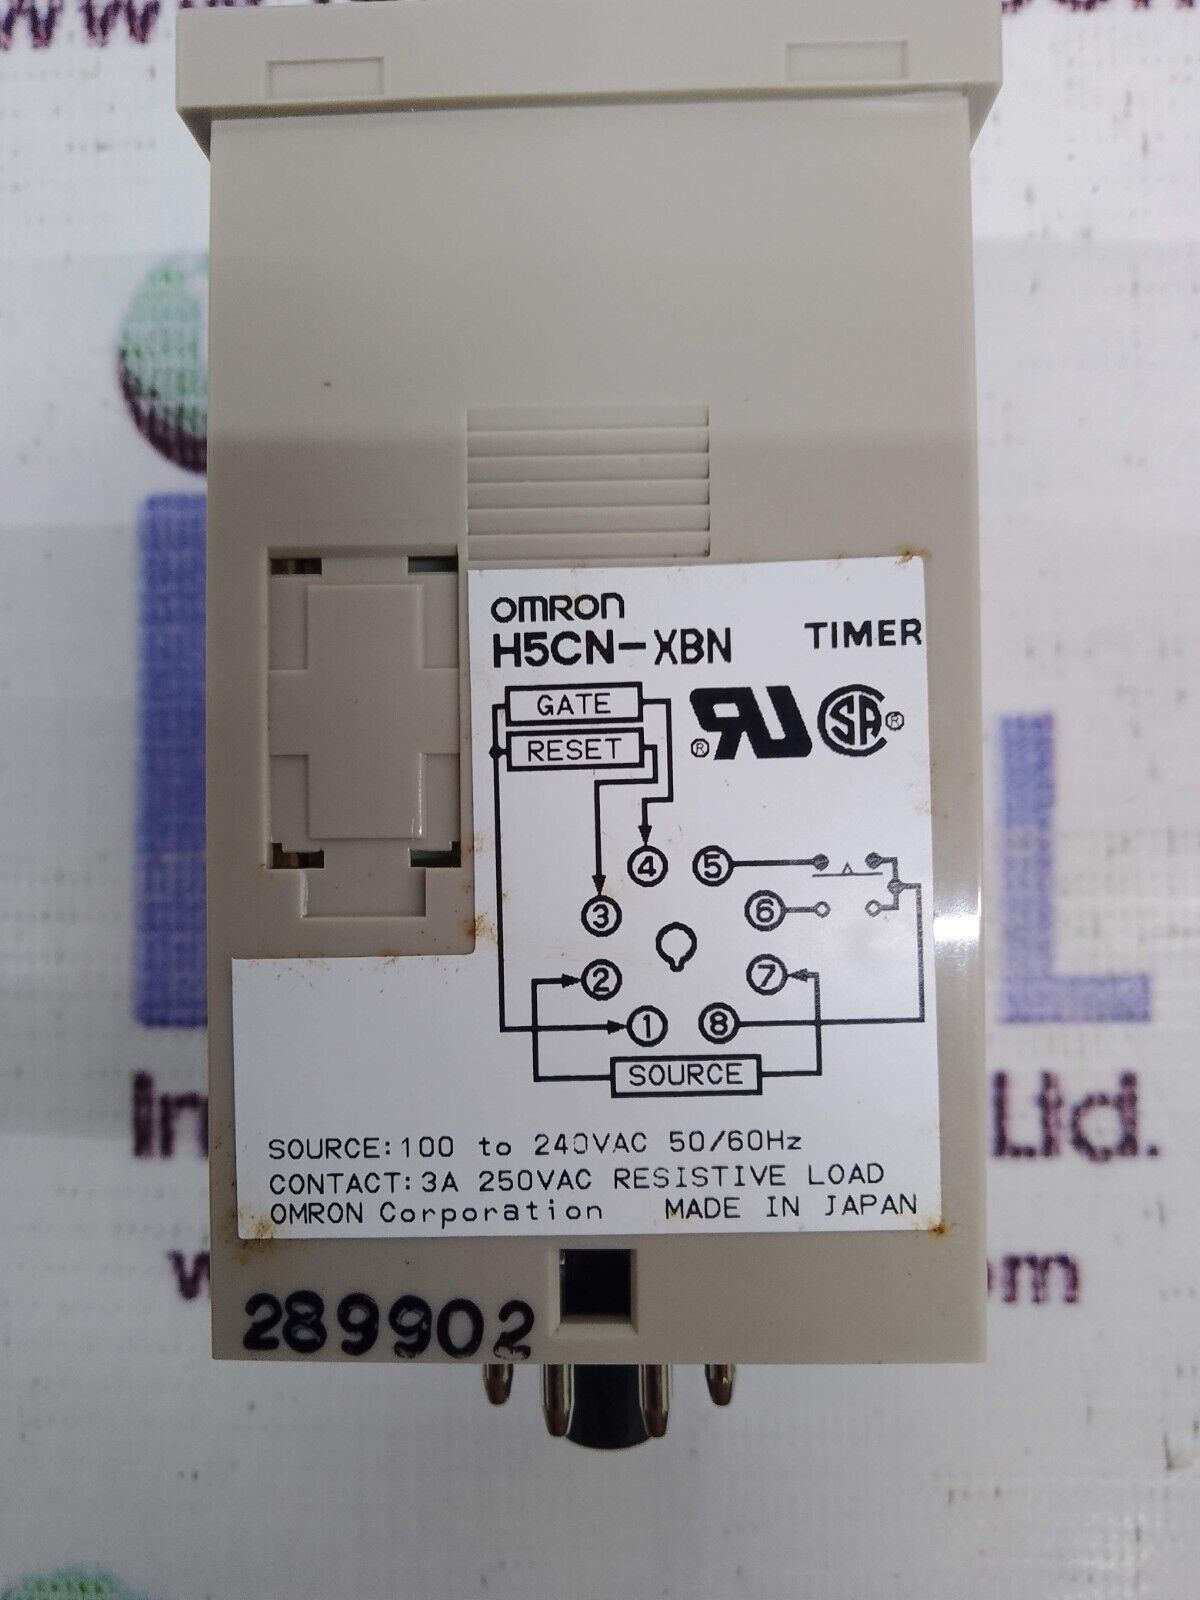 OMRON
H5CN-XBN TIMER
GATE
RESET
4 5
3 6
2 7
1 8
SOURCE
SOURCE:100 to 240VAC 50/60Hz
CONTACT:3A 250VAC RESISTIVE LOAD
OMRON Corporation MADE IN JAPAN
289902
Ltd.